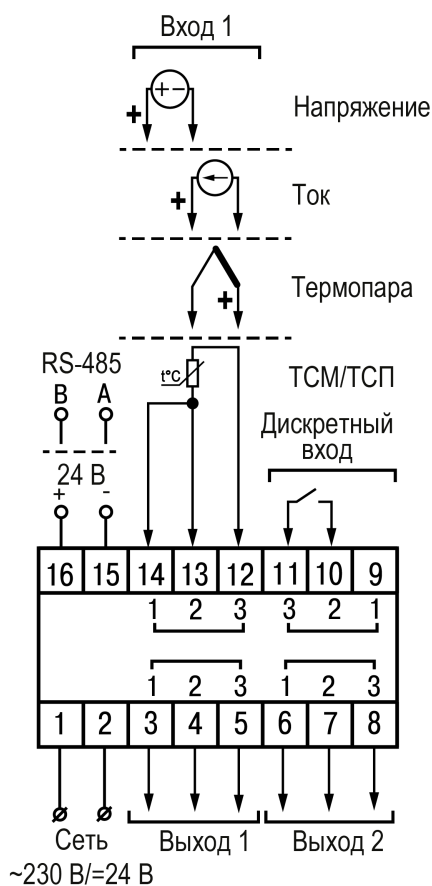 Вход 1
+ −
+
Напряжение
+
Ток
+
Термопара
RS-485
B A
t°C
ТСМ/ТСП
Дискретный
вход
24 В
+ -
16 15 14 13 12 11 10 9
1 2 3 3 2 1
1 2 3 1 2 3
1 2 3 4 5 6 7 8
Сеть
Выход 1
Выход 2
~230 В/=24 В